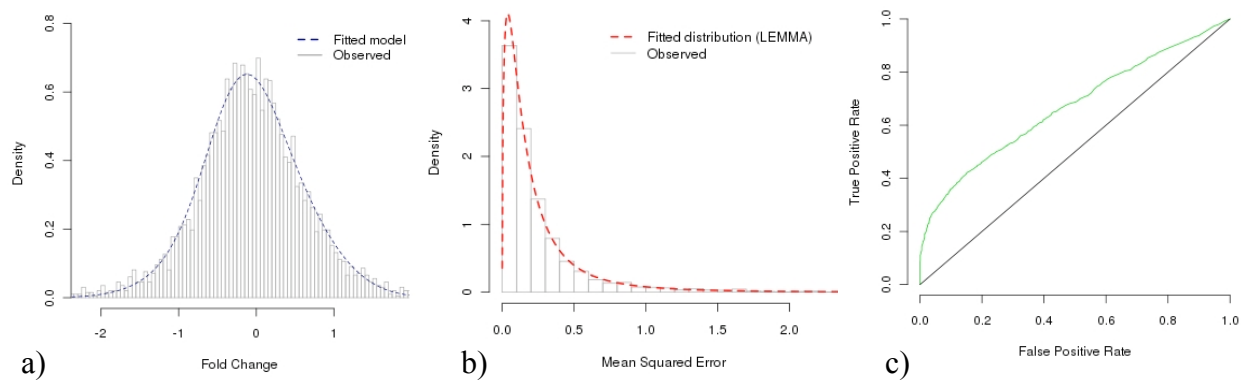 0.8
0.6
0.4
0.2
0.0
Density
-2 -1 0 1
Fold Change
Fitted model
Observed
a)
4
3
2
1
0
Density
0.0 0.5 1.0 1.5 2.0
Mean Squared Error
Fitted distribution (LEMMA)
Observed
b)
1.0
0.8
0.6
0.4
0.2
0.0
True Positive Rate
0.0 0.2 0.4 0.6 0.8 1.0
False Positive Rate
c)